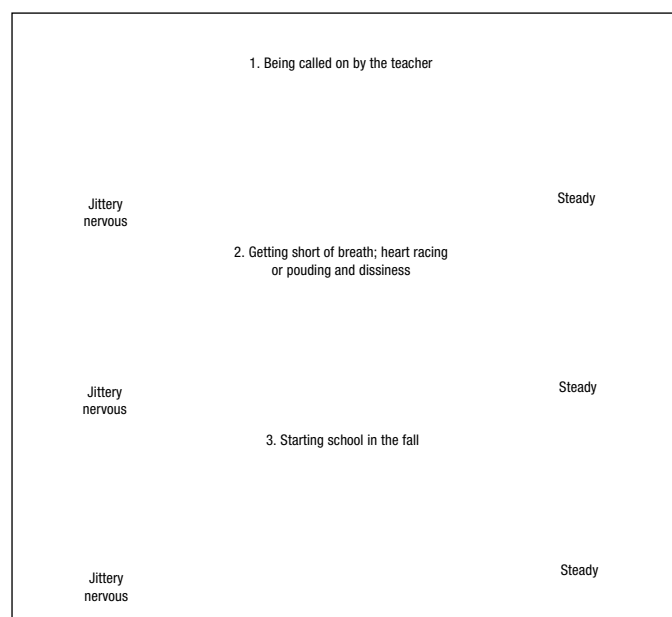 1. Being called on by the teacher
Jittery
nervous
Steady
2. Getting short of breath; heart racing
or pouding and dissiness
Jittery
nervous
Steady
3. Starting school in the fall
Jittery
nervous
Steady